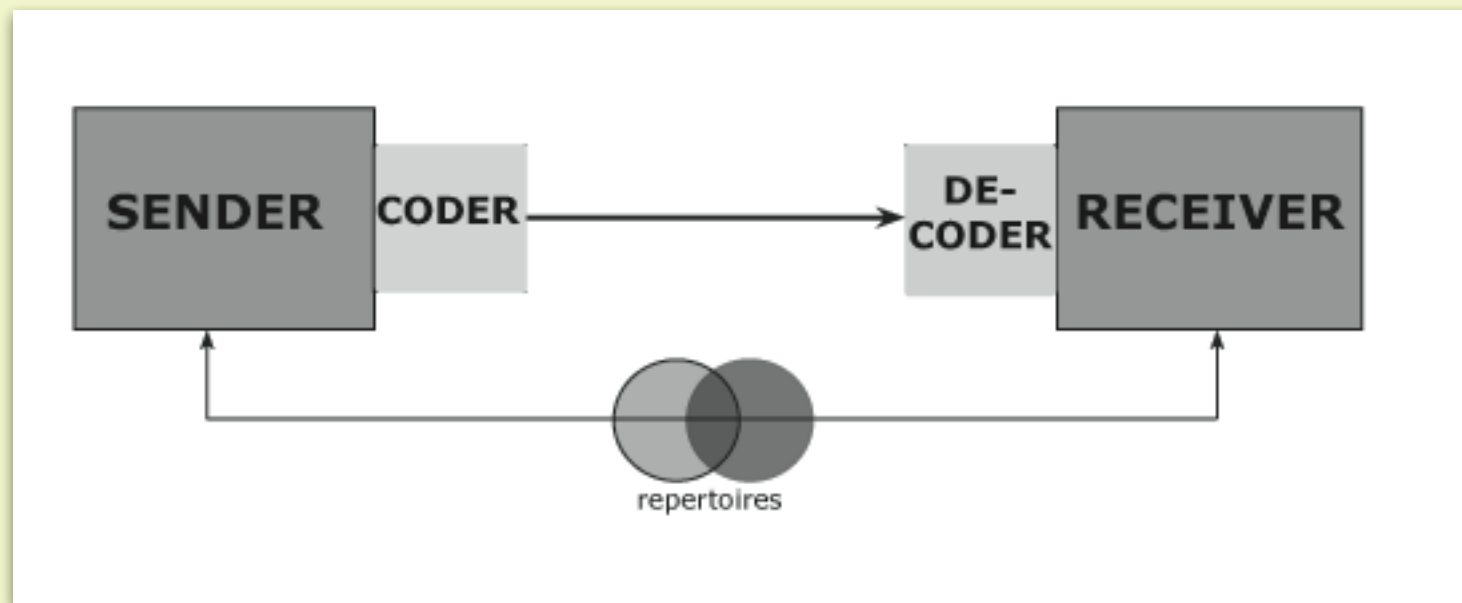 SENDER
CODER
DE-
CODER
RECEIVER
repertoires